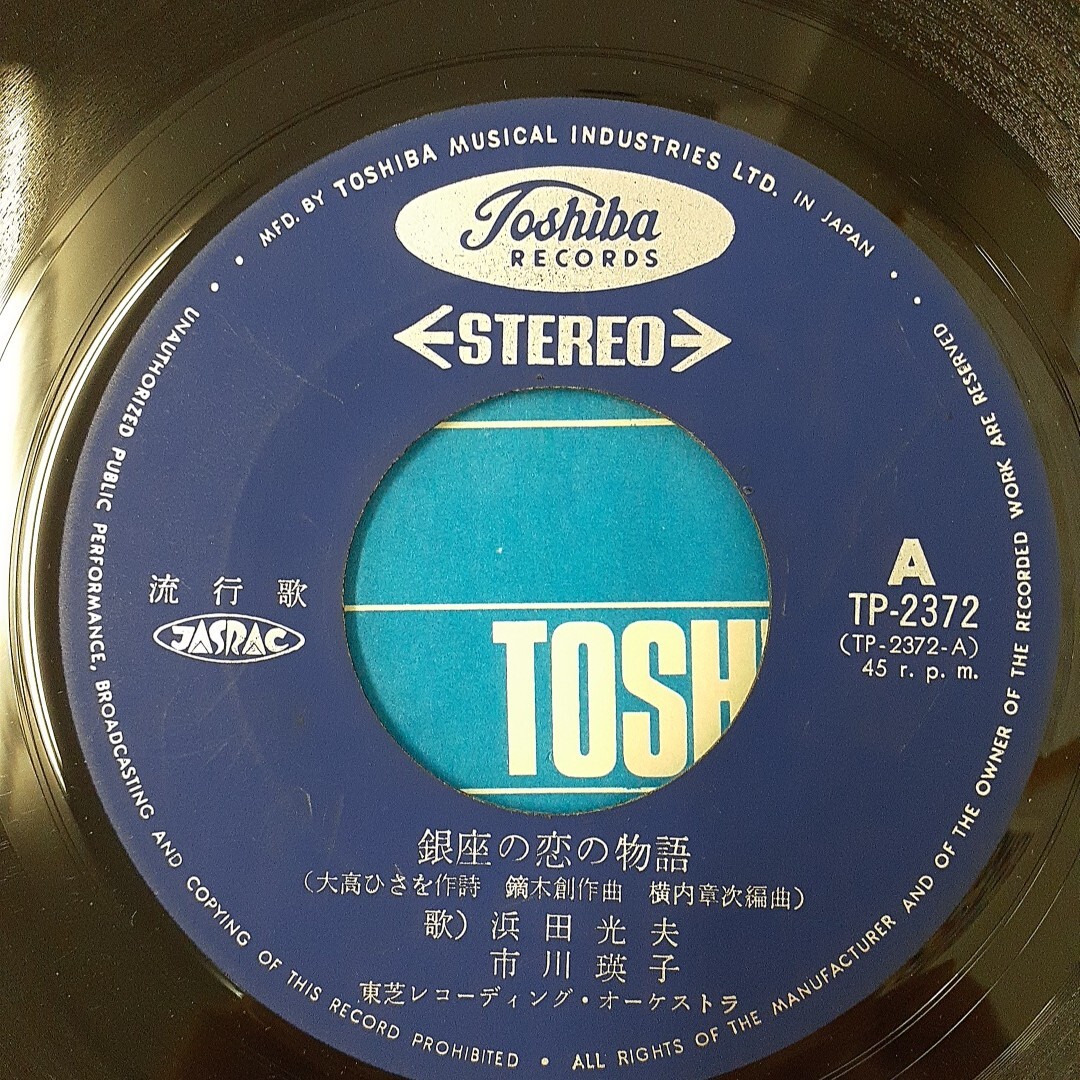 MFD. BY TOSHIBA MUSICAL INDUSTRIES LTD. IN JAPAN
Toshiba
RECORDS
STEREO
流行歌
JASRAC
A
TP-2372
(TP-2372-A)
45 r. p. m.
TOSH
銀座の恋の物語
(大高ひさを作詩 鏑木創作曲 横内章次編曲)
歌) 浜田光夫
市川瑛子
東芝レコーディング・オーケストラ
UNAUTHORIZED PUBLIC PERFORMANCE, BROADCASTING AND COPYING OF THIS RECORD PROHIBITED • ALL RIGHTS OF THE MANUFACTURER AND OF THE OWNER OF THE RECORDED WORK ARE RESERVED